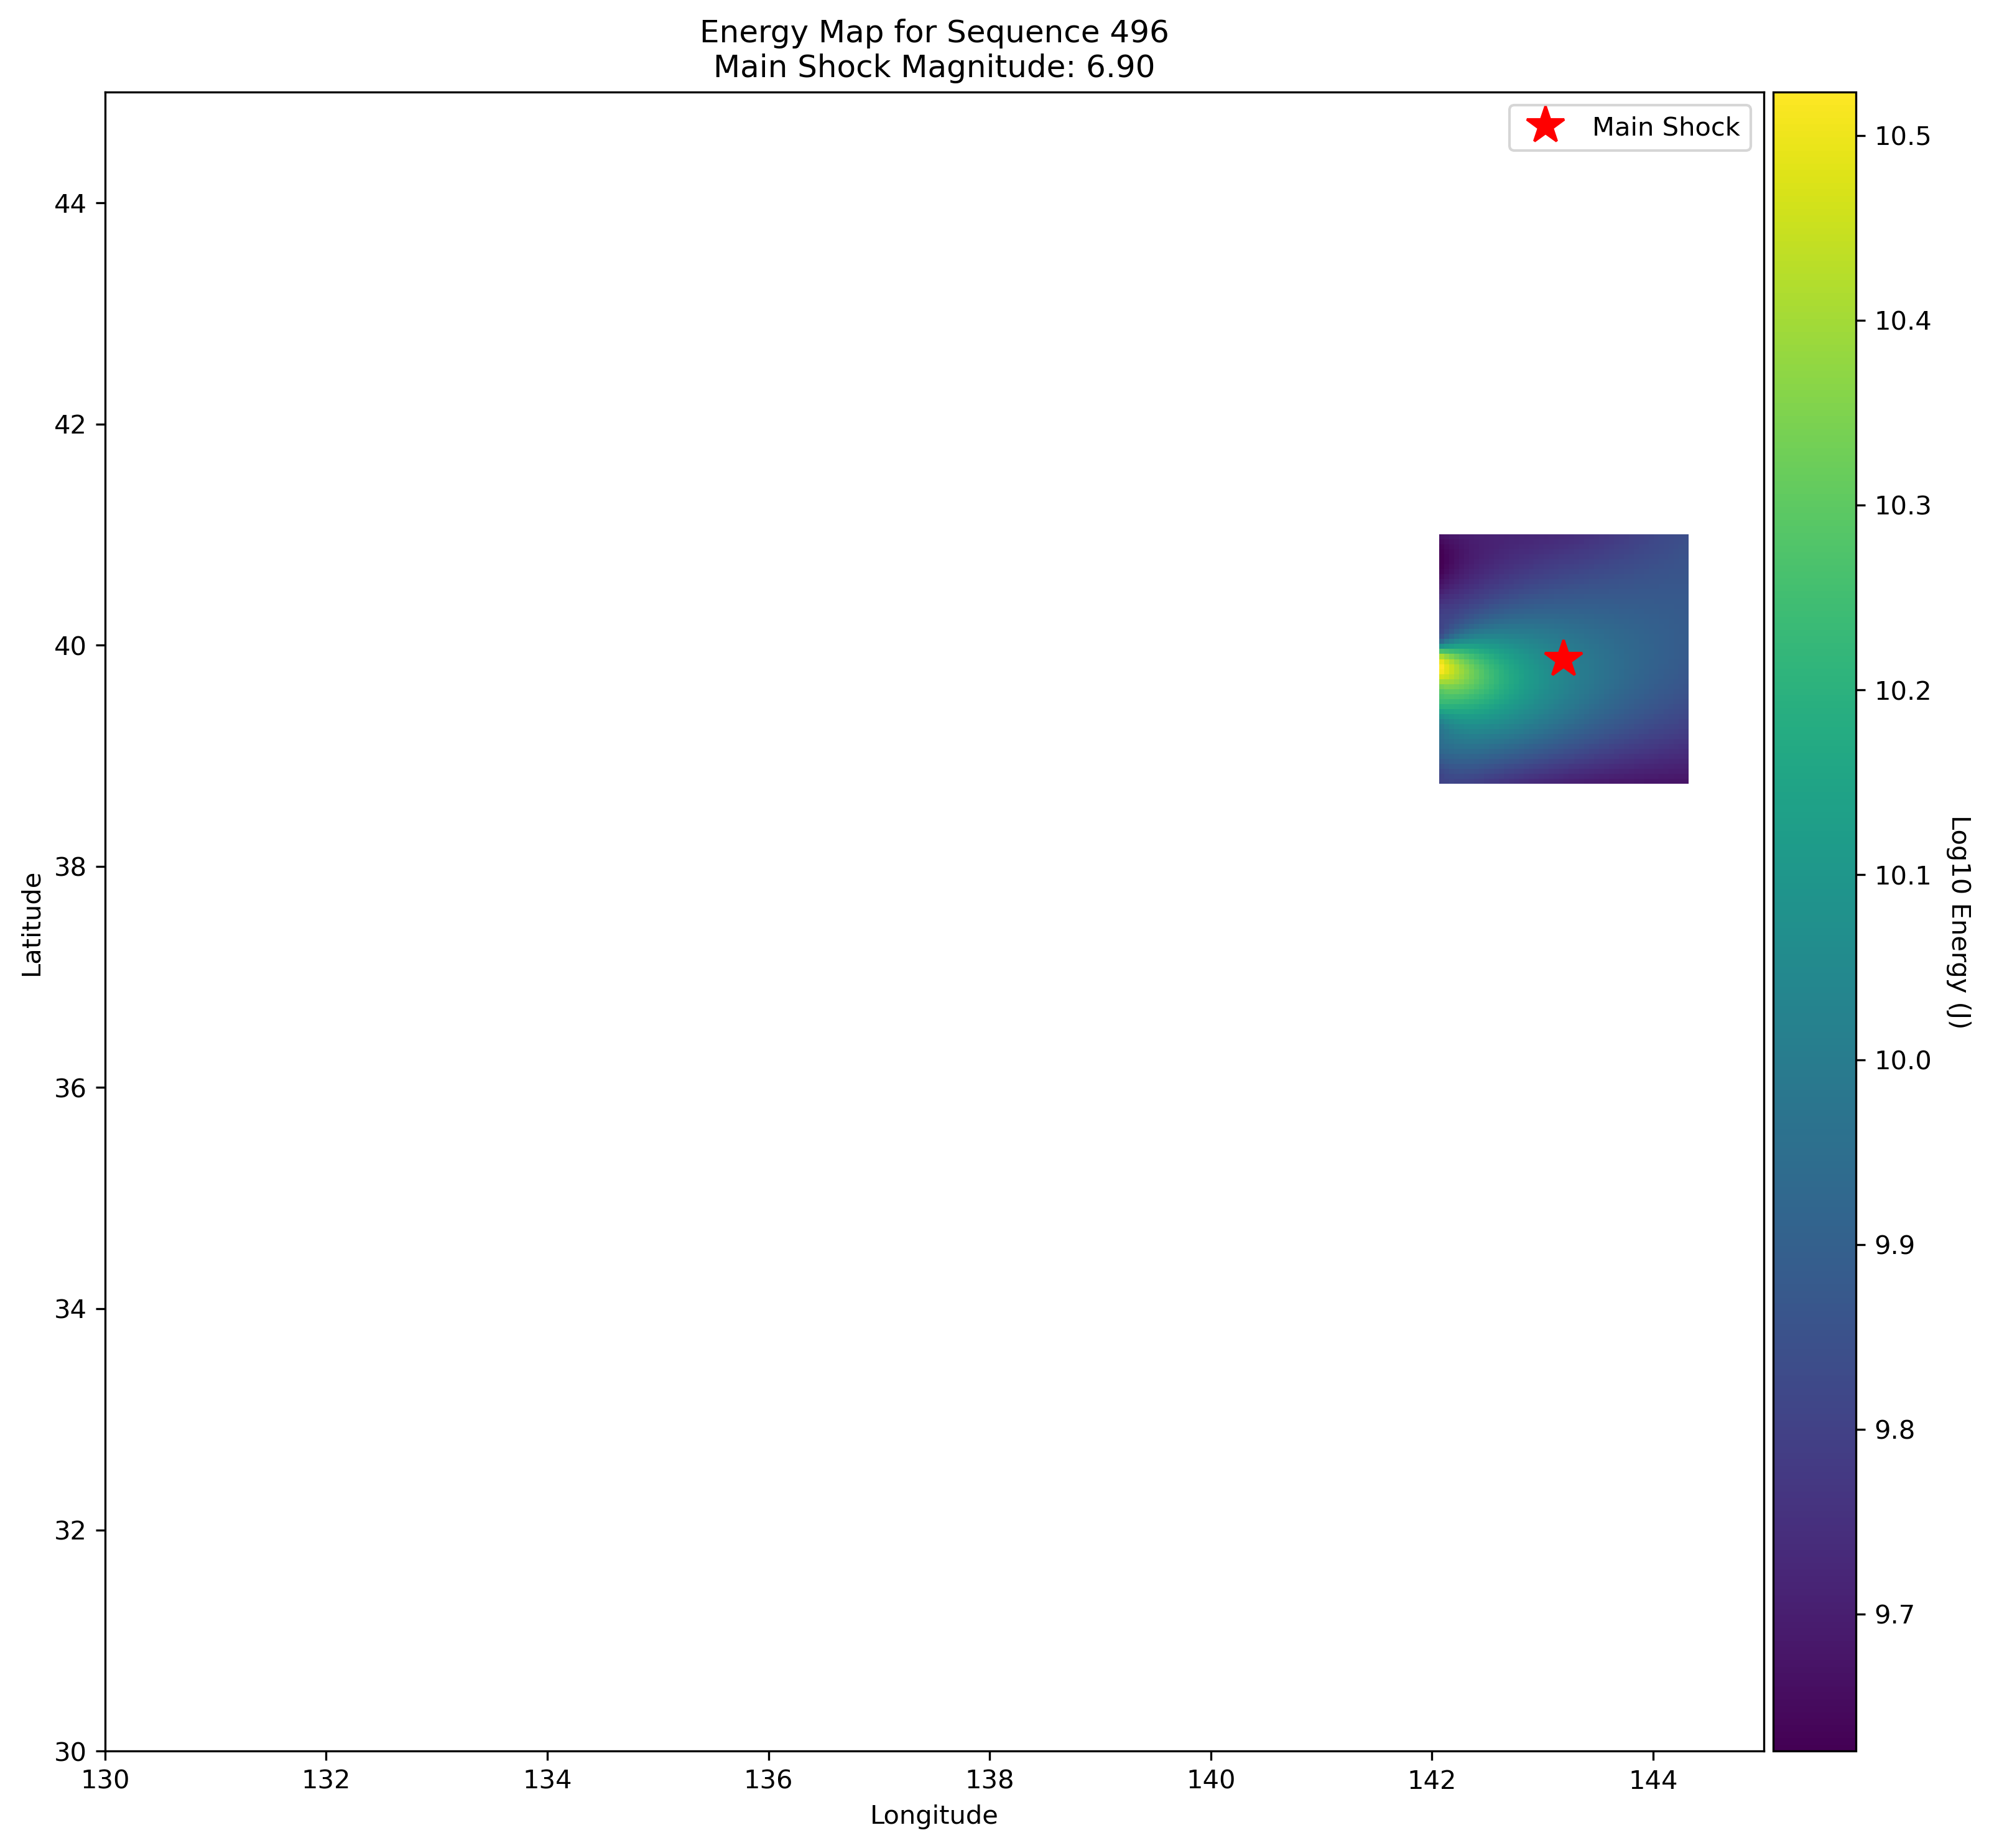 Energy Map for Sequence 496
Main Shock Magnitude: 6.90
Main Shock
44
42
40
38
36
34
32
30
Latitude
130 132 134 136 138 140 142 144
Longitude
10.5
10.4
10.3
10.2
10.1
10.0
9.9
9.8
9.7
Log10 Energy (J)